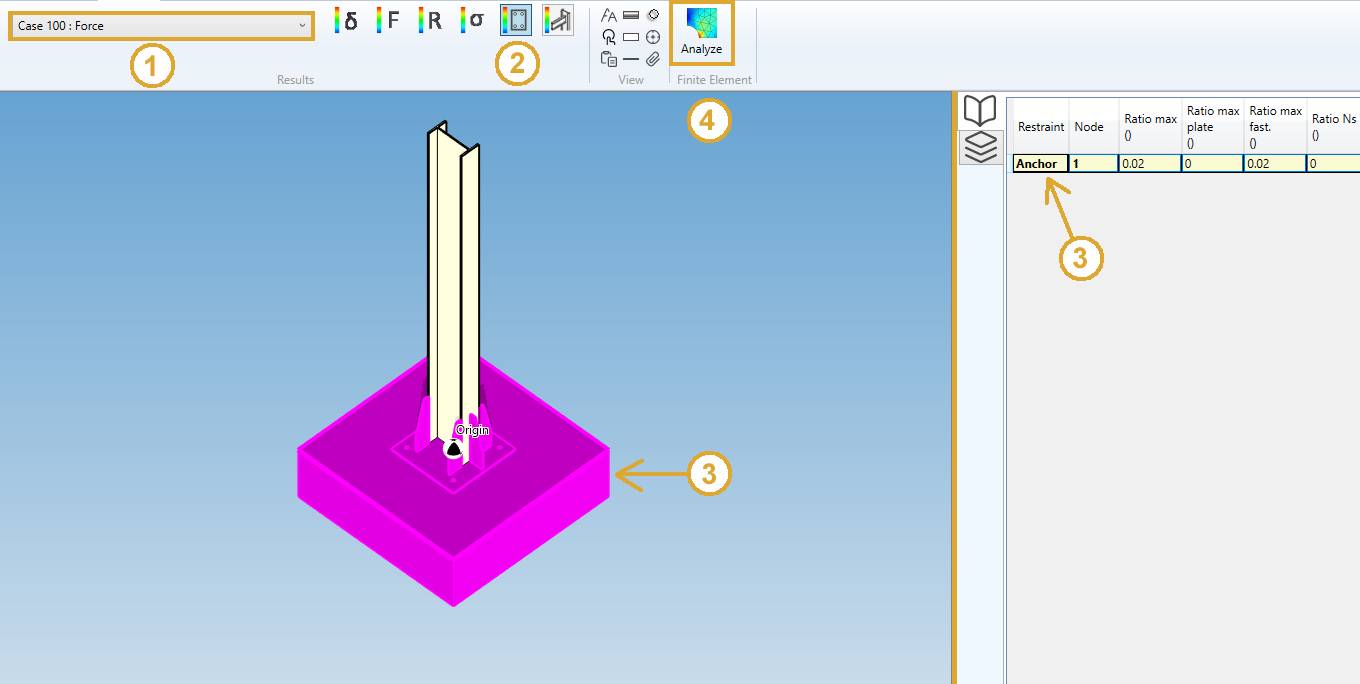 Case 100 : Force
δ F R σ
1
2
Results
View
Analyze
Finite Element
4
Restraint Node Ratio max () Ratio max plate () Ratio max fast. () Ratio Ns ()
Anchor 1 0.02 0 0.02 0
3
Origin
3